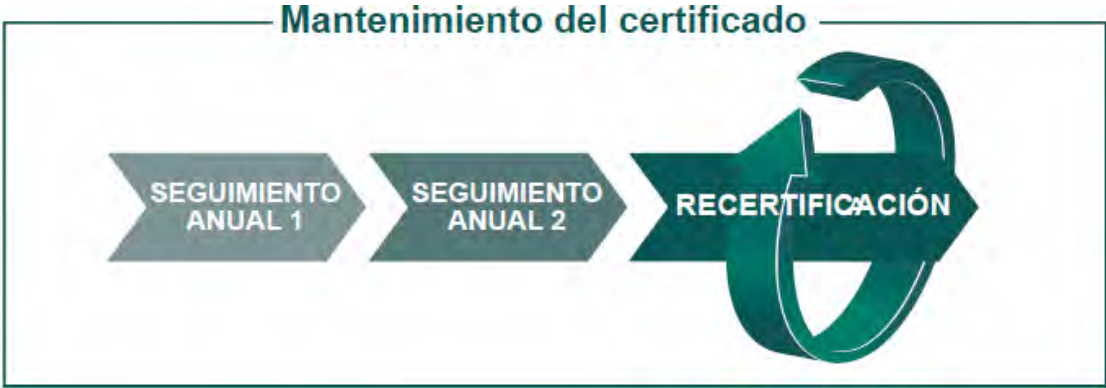 Mantenimiento del certificado
SEGUIMIENTO
ANUAL 1
SEGUIMIENTO
ANUAL 2
RECERTIFICACIÓN